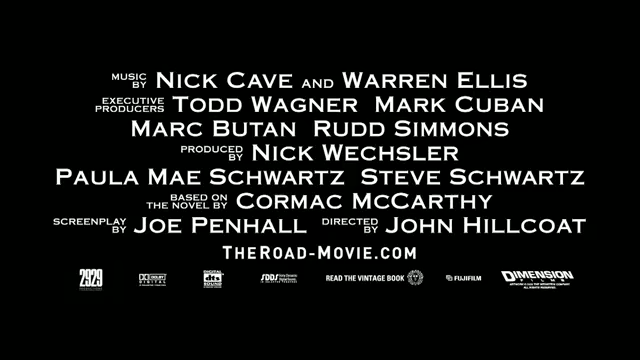 MUSIC BY NICK CAVE AND WARREN ELLIS
EXECUTIVE PRODUCERS TODD WAGNER MARK CUBAN
MARC BUTAN RUDD SIMMONS
PRODUCED BY NICK WECHSLER
PAULA MAE SCHWARTZ STEVE SCHWARTZ
BASED ON THE NOVEL BY CORMAC MCCARTHY
SCREENPLAY BY JOE PENHALL DIRECTED BY JOHN HILLCOAT
THEROAD-MOVIE.COM
2929 DOLBY DIGITAL DIGITAL dts SOUND SDDS READ THE VINTAGE BOOK FUJIFILM DIMENSION FILMS